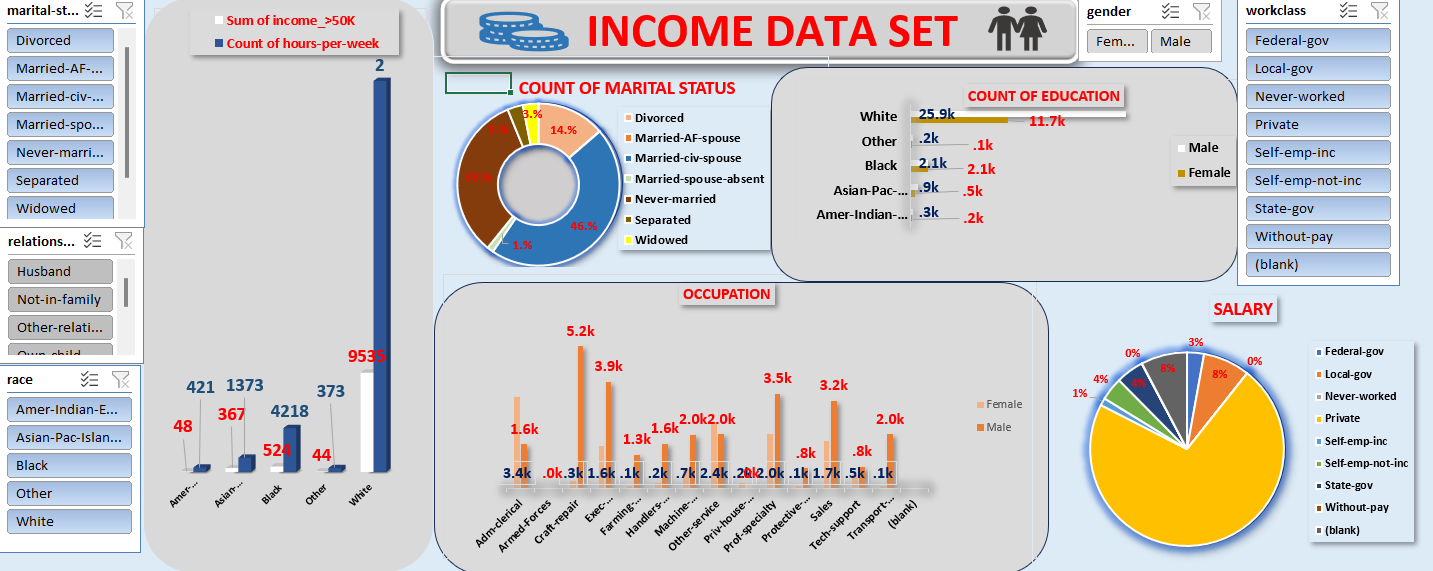 marital-st...
Divorced
Married-AF-...
Married-civ-...
Married-spo...
Never-marri...
Separated
Widowed
relations...
Husband
Not-in-family
Other-relati...
Own-child
race
Amer-Indian-E...
Asian-Pac-Islan...
Black
Other
White
Sum of income_>50K
Count of hours-per-week
2
9535
421
1373
4218
373
48
367
524
44
Amer-...
Asian-...
Black
Other
White
INCOME DATA SET
gender
Fem...
Male
workclass
Federal-gov
Local-gov
Never-worked
Private
Self-emp-inc
Self-emp-not-inc
State-gov
Without-pay
(blank)
COUNT OF MARITAL STATUS
3.%
14.%
46.%
1.%
Divorced
Married-AF-spouse
Married-civ-spouse
Married-spouse-absent
Never-married
Separated
Widowed
COUNT OF EDUCATION
White
25.9k
11.7k
Other
.2k
.1k
Black
2.1k
2.1k
Asian-Pac-...
.9k
.5k
Amer-Indian-...
.3k
.2k
Male
Female
OCCUPATION
5.2k
3.9k
3.5k
3.2k
1.6k
.0k
1.3k
1.6k
2.0k
2.0k
.8k
.8k
2.0k
3.4k
.3k
1.6k
.1k
.2k
.7k
2.4k
.2k
2.0k
.1k
1.7k
.5k
.1k
Adm-clerical
Armed-Forces
Craft-repair
Exec-...
Farming-...
Handlers-...
Machine-...
Other-service
Priv-house-...
Prof-specialty
Protective-...
Sales
Tech-support
Transport-...
(blank)
Female
Male
SALARY
3%
0%
0%
8%
8%
4%
4%
1%
Federal-gov
Local-gov
Never-worked
Private
Self-emp-inc
Self-emp-not-inc
State-gov
Without-pay
(blank)